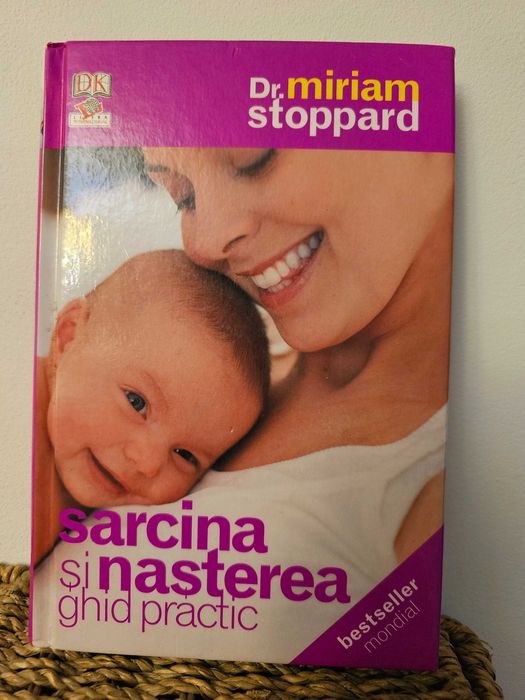 DK
Dr. miriam
stoppard
sarcina
și nașterea
ghid practic
bestseller
mondial